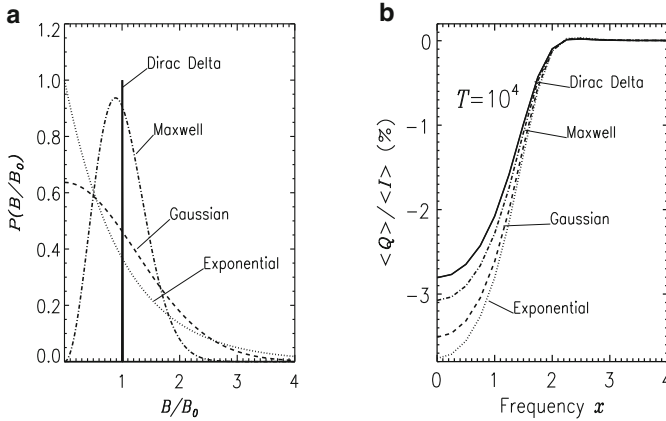 a
1.2
1.0
0.8
0.6
0.4
0.2
0.0
0
1
2
3
4
P(B/B₀)
B/B₀
Dirac Delta
Maxwell
Gaussian
Exponential
b
0
-1
-2
-3
0
1
2
3
4
<Q>/<I> (%)
Frequency x
T=10⁴
Dirac Delta
Maxwell
Gaussian
Exponential